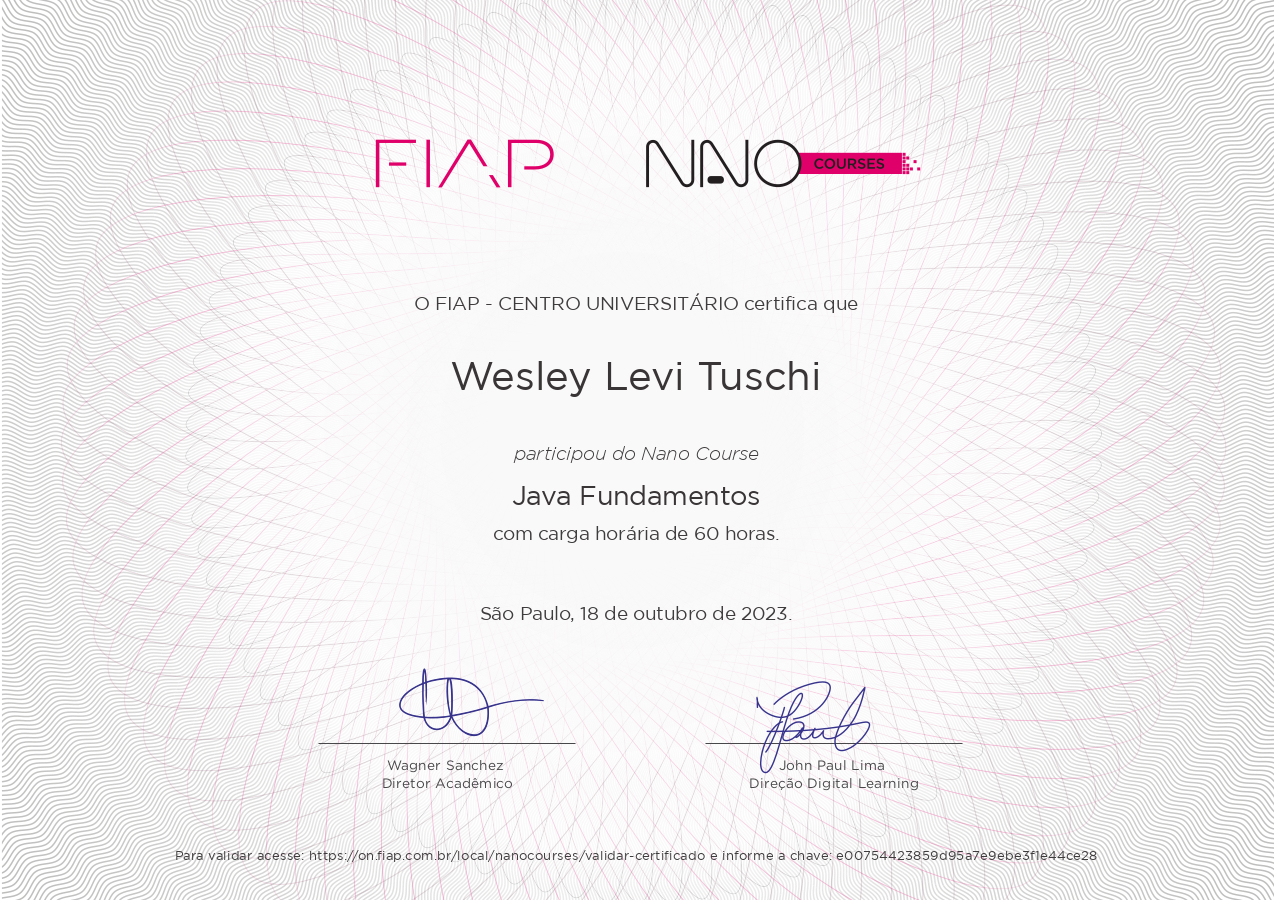 FIAP NANO COURSES
O FIAP - CENTRO UNIVERSITÁRIO certifica que
Wesley Levi Tuschi
participou do Nano Course
Java Fundamentos
com carga horária de 60 horas.
São Paulo, 18 de outubro de 2023.
Wagner Sanchez
Diretor Acadêmico
John Paul Lima
Direção Digital Learning
Para validar acesse: https://on.fiap.com.br/local/nanocourses/validar-certificado e informe a chave: e00754423859d95a7e9ebe3f1e44ce28